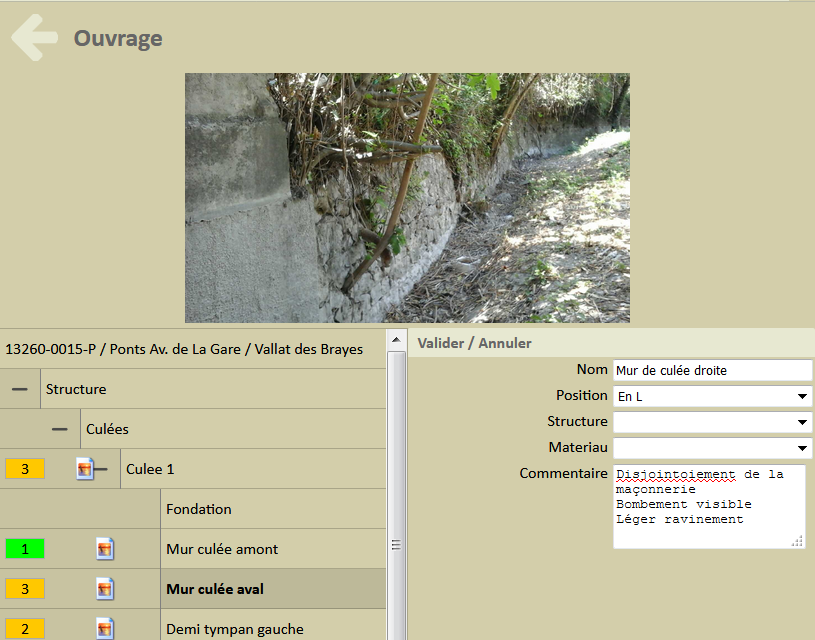 Ouvrage
13260-0015-P / Ponts Av. de La Gare / Vallat des Brayes
Structure
Culées
3 Culee 1
Fondation
1 Mur culée amont
3 Mur culée aval
2 Demi tympan gauche
Valider / Annuler
Nom Mur de culée droite
Position En L
Structure
Materiau
Commentaire Disjointoiement de la
maçonnerie
Bombement visible
Léger ravinement